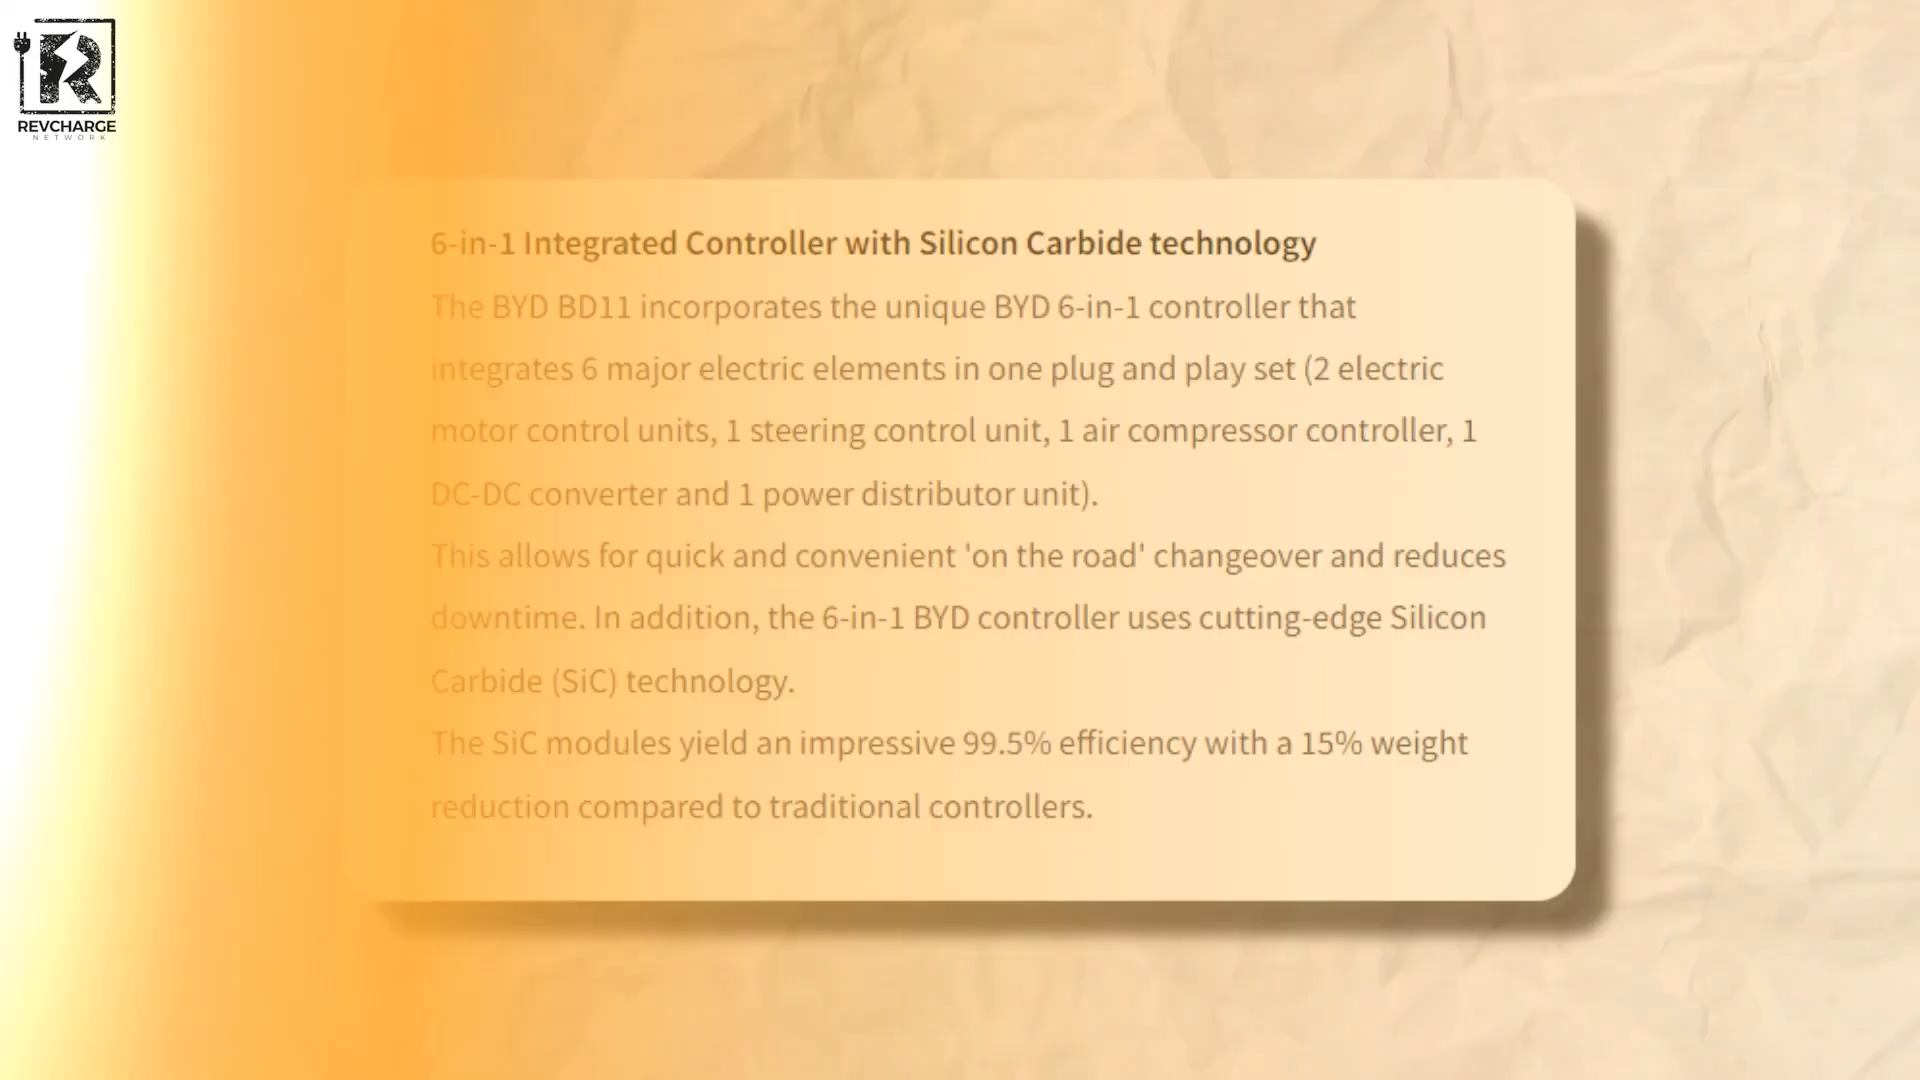 R
REVCHARGE
NETWORK
6-in-1 Integrated Controller with Silicon Carbide technology
The BYD BD11 incorporates the unique BYD 6-in-1 controller that
integrates 6 major electric elements in one plug and play set (2 electric
motor control units, 1 steering control unit, 1 air compressor controller, 1
DC-DC converter and 1 power distributor unit).
This allows for quick and convenient 'on the road' changeover and reduces
downtime. In addition, the 6-in-1 BYD controller uses cutting-edge Silicon
Carbide (SiC) technology.
The SiC modules yield an impressive 99.5% efficiency with a 15% weight
reduction compared to traditional controllers.